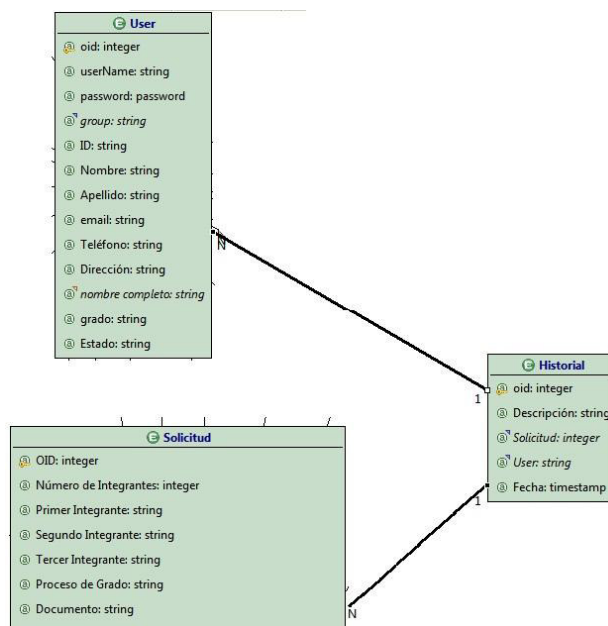 User
oid: integer
userName: string
password: password
group: string
ID: string
Nombre: string
Apellido: string
email: string
Teléfono: string
Dirección: string
nombre completo: string
grado: string
Estado: string
N
Historial
oid: integer
Descripción: string
Solicitud: integer
User: string
Fecha: timestamp
1
1
Solicitud
OID: integer
Número de Integrantes: integer
Primer Integrante: string
Segundo Integrante: string
Tercer Integrante: string
Proceso de Grado: string
Documento: string
N